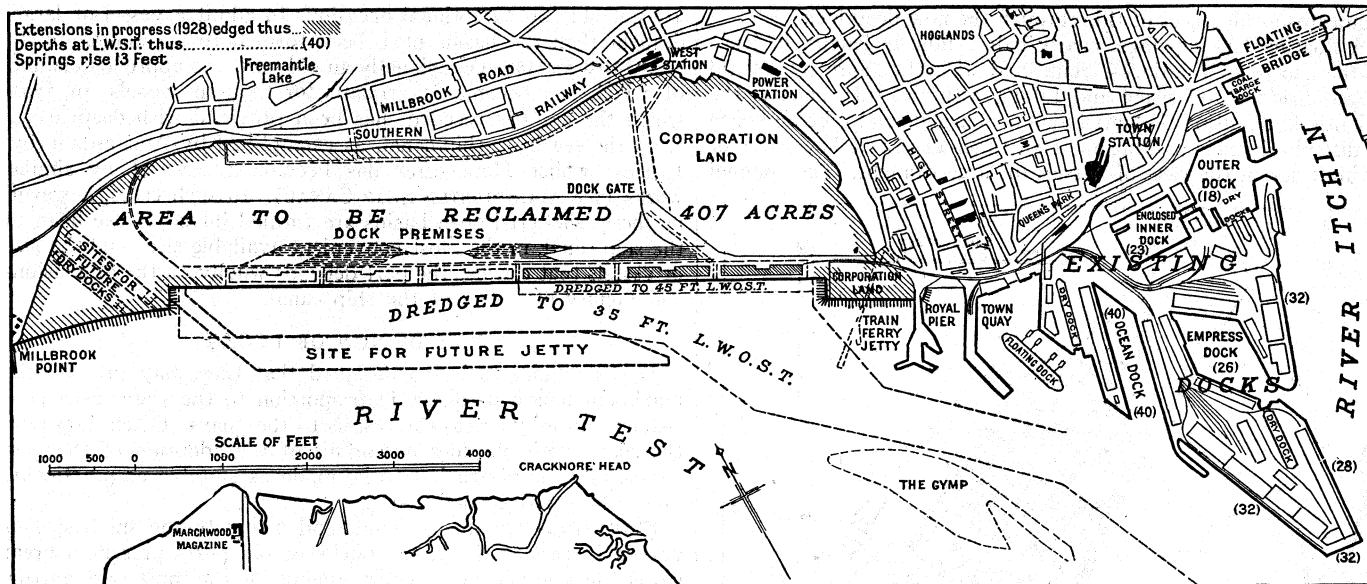 Extensions in progress (1928) edged thus...
Depths at L.W.S.T. thus.............(40)
Springs rise 13 Feet
Freemantle
Lake
MILLBROOK ROAD
SOUTHERN RAILWAY
WEST
STATION
POWER
STATION
HOGLANDS
FLOATING
BRIDGE
COAL
BARGE
DOCK
TOWN
STATION
HIGH STREET
QUEENS PARK
CORPORATION
LAND
DOCK GATE
AREA TO BE RECLAIMED 407 ACRES
DOCK PREMISES
SITES FOR
FUTURE
DRY DOCKS
MILLBROOK
POINT
DREDGED TO 45 FT. L.W.O.S.T.
DREDGED TO 35 FT. L.W.O.S.T.
SITE FOR FUTURE JETTY
CORPORATION
LAND
TRAIN
FERRY
JETTY
ROYAL
PIER
TOWN
QUAY
FLOATING DOCK
DRY DOCK
(40)
OCEAN DOCK
(40)
OUTER
DOCK
(18)
DRY
DOCKS
ENCLOSED
INNER
DOCK
(23)
EXISTING
DOCKS
EMPRESS
DOCK
(26)
(32)
DRY DOCK
(28)
(32)
(32)
RIVER ITCHIN
RIVER TEST
SCALE OF FEET
1000 500 0 1000 2000 3000 4000
CRACKNORE HEAD
MARCHWOOD
MAGAZINE
N
THE GYMP